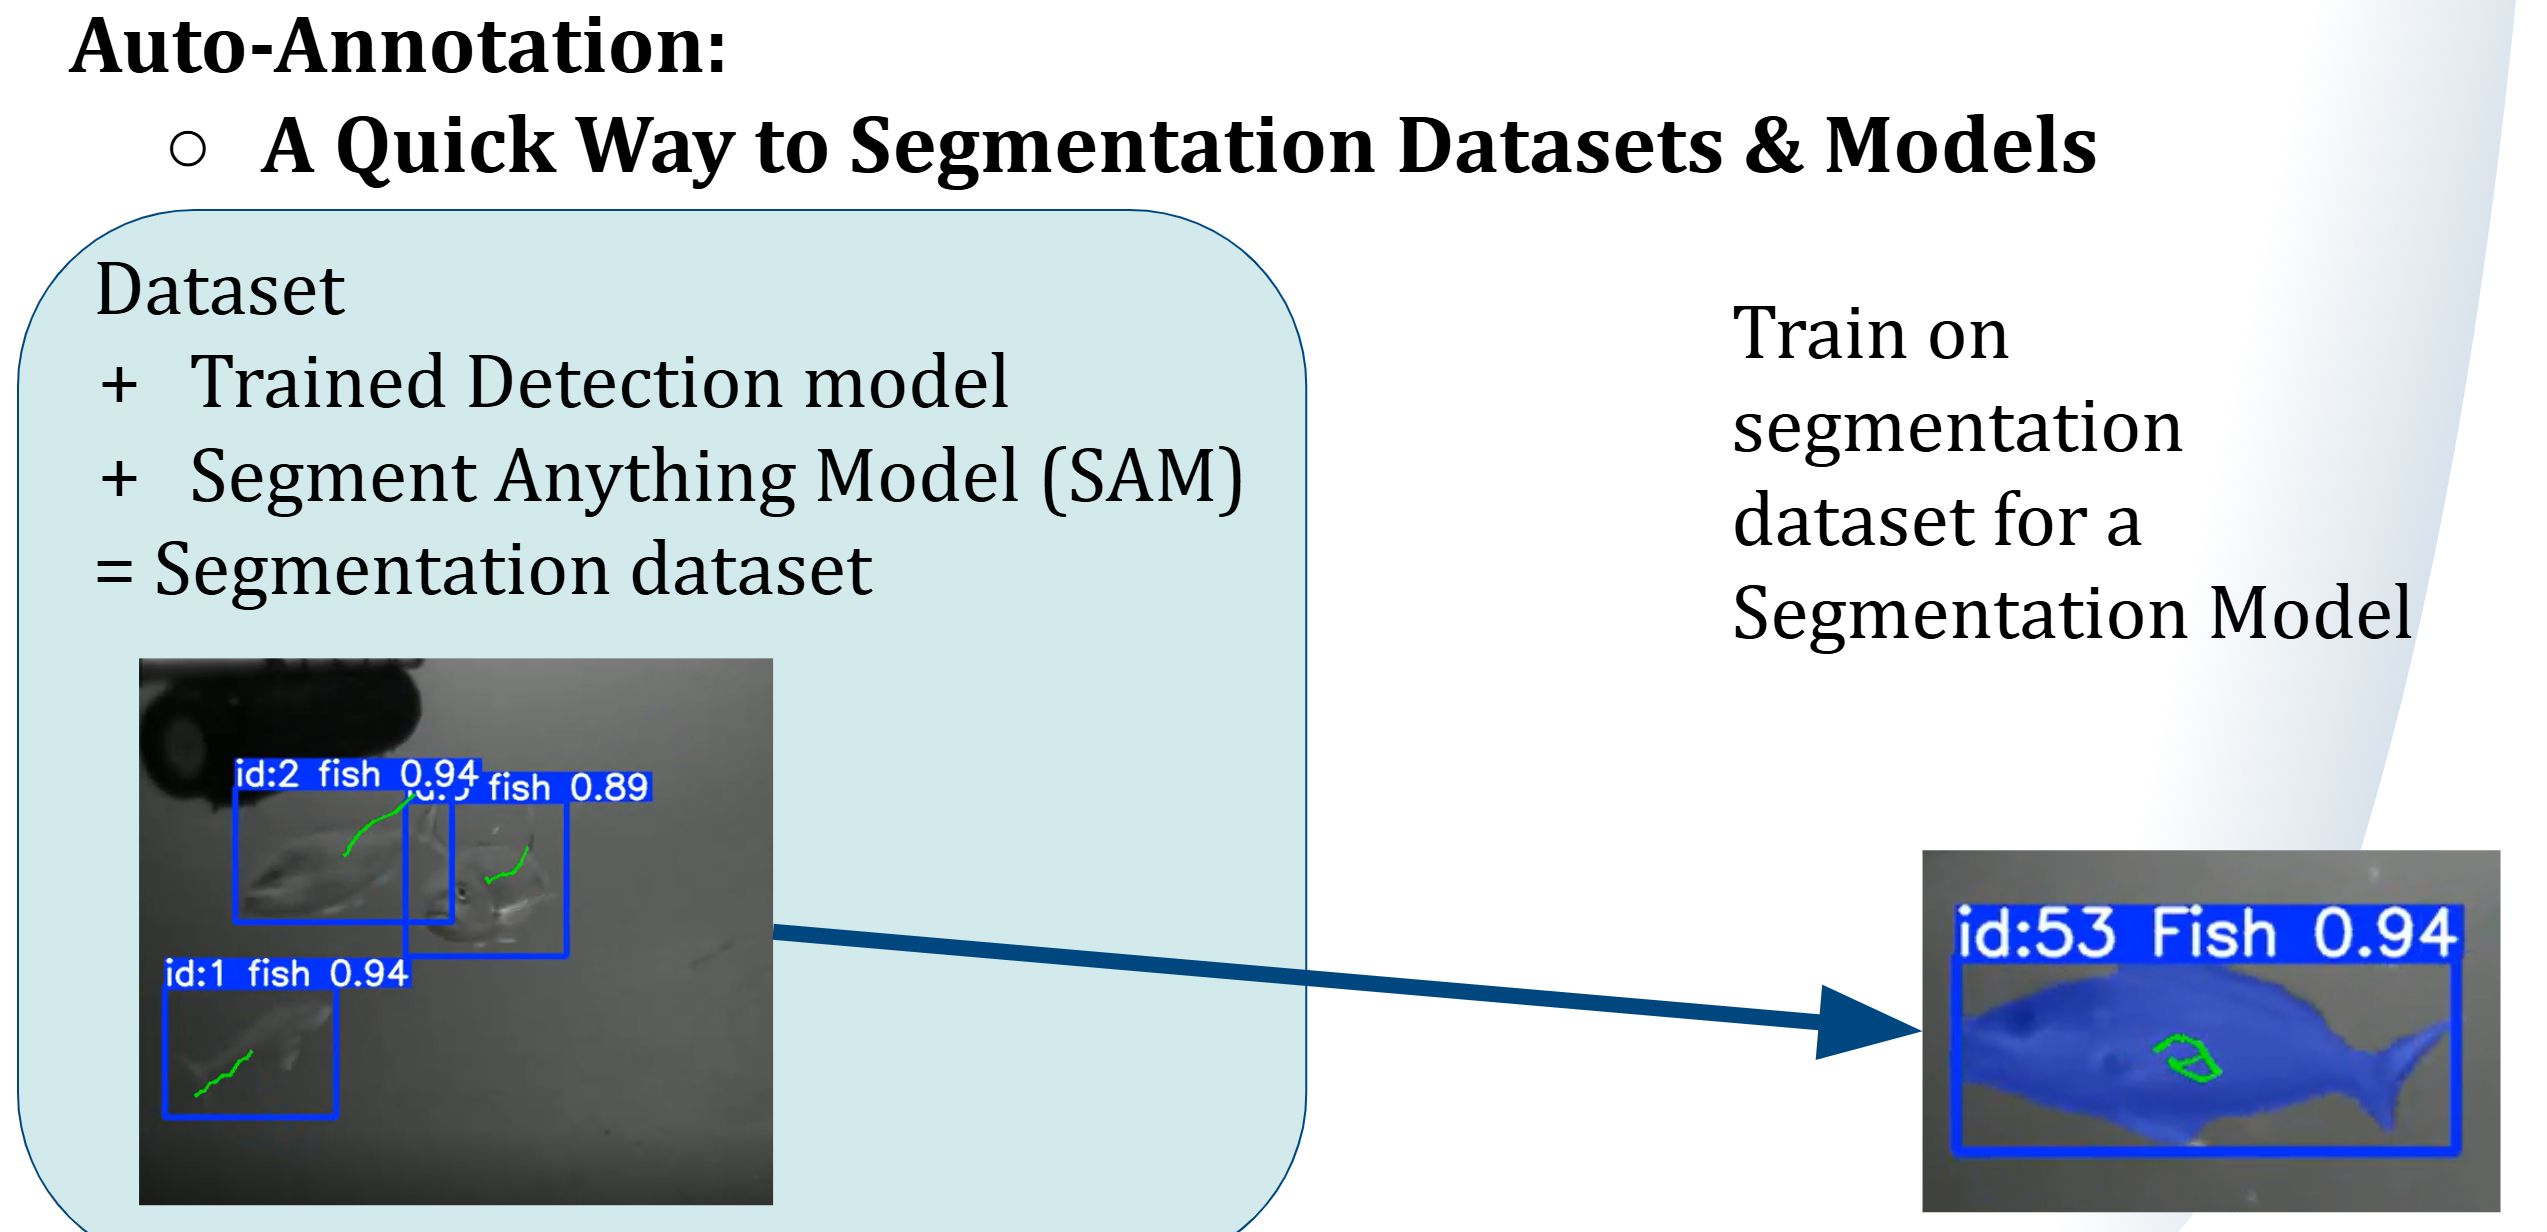 Auto-Annotation:
○ A Quick Way to Segmentation Datasets & Models
Dataset
+ Trained Detection model
+ Segment Anything Model (SAM)
= Segmentation dataset
Train on
segmentation
dataset for a
Segmentation Model
id:2 fish 0.94
fish 0.89
id:1 fish 0.94
id:53 Fish 0.94